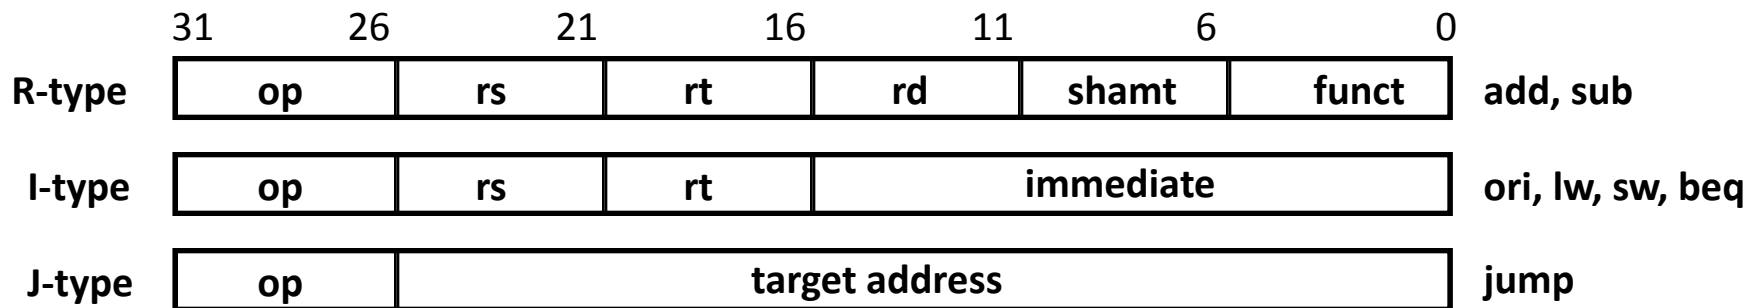 31 26 21 16 11 6 0
R-type op rs rt rd shamt funct add, sub
I-type op rs rt immediate ori, lw, sw, beq
J-type op target address jump